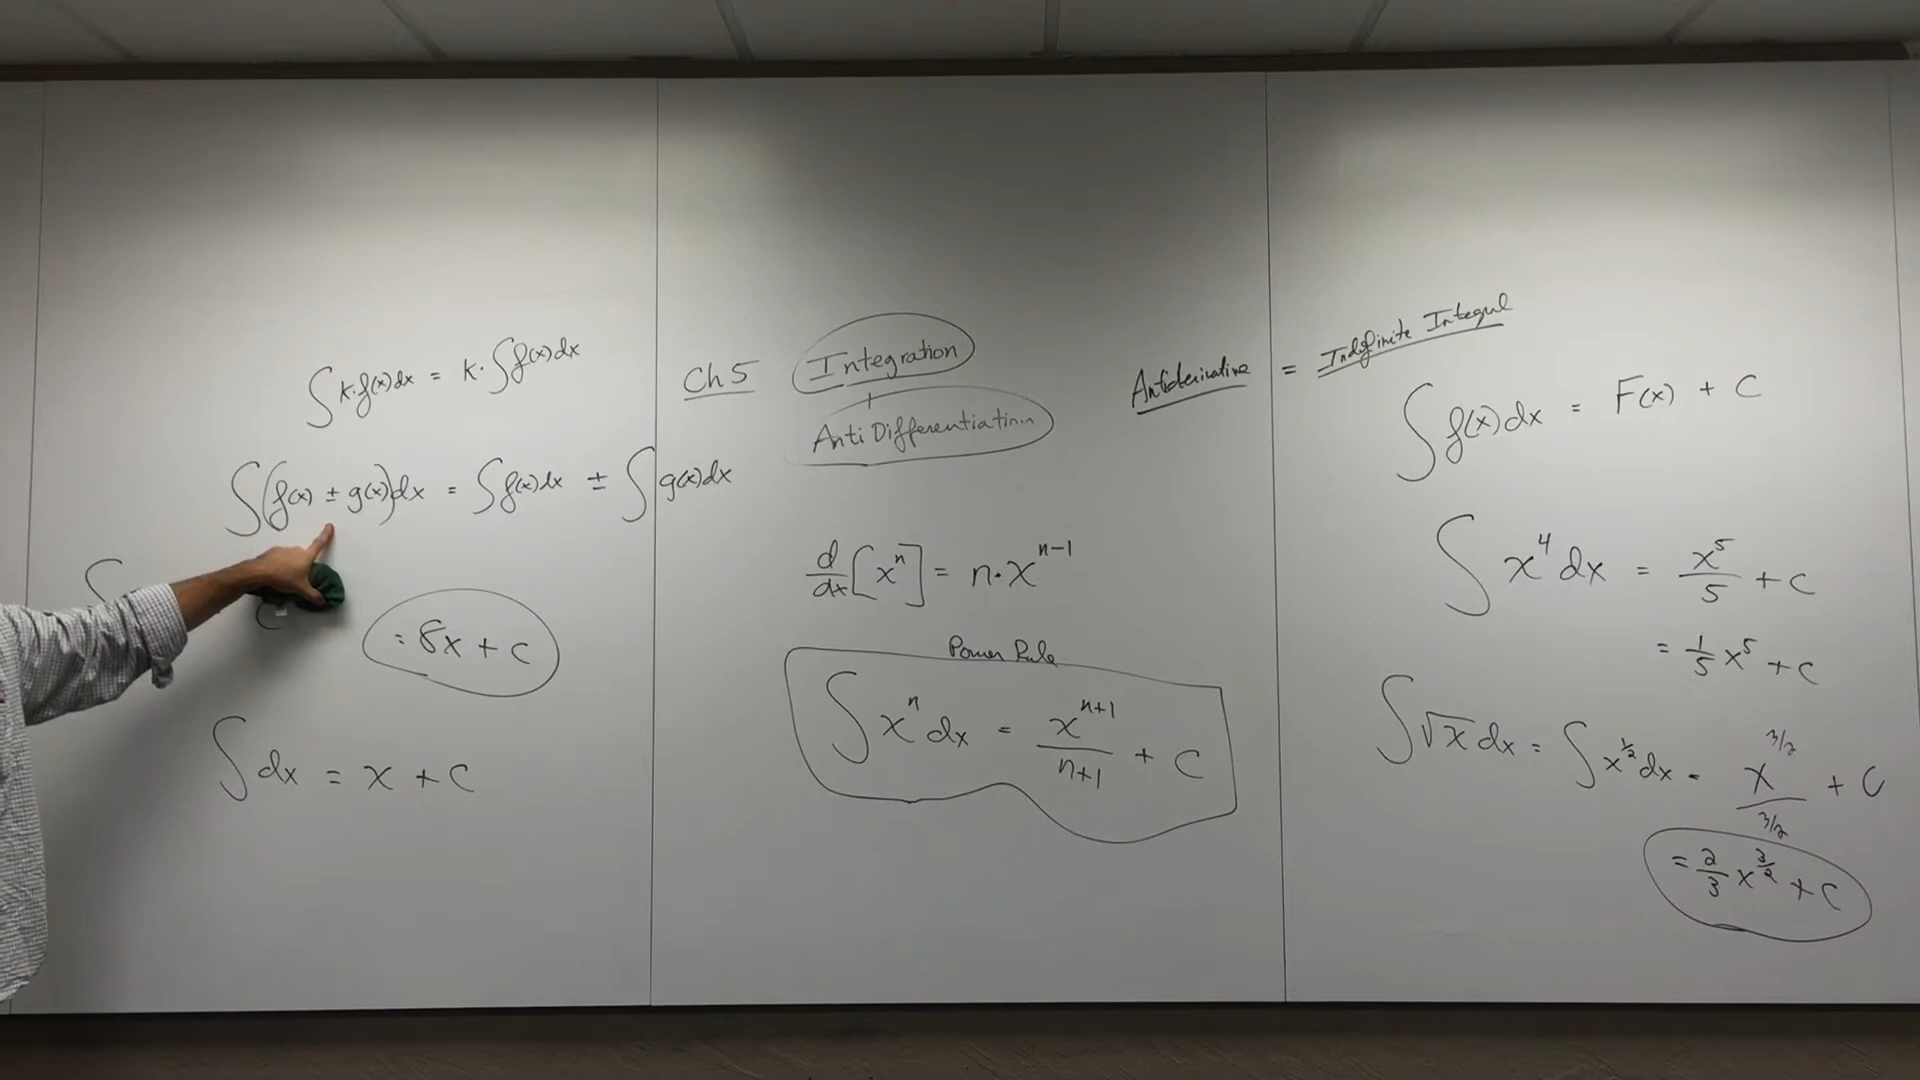 ∫ k·f(x)dx = k·∫ f(x)dx
∫ (f(x) ± g(x))dx = ∫ f(x)dx ± ∫ g(x)dx
∫
= 8x + C
∫ dx = x + C
Ch 5
Integration
Anti Differentiation
d/dx [xⁿ] = n·xⁿ⁻¹
Power Rule
∫ xⁿ dx = xⁿ⁺¹/(n+1) + C
Antiderivative = Indefinite Integral
∫ f(x)dx = F(x) + C
∫ x⁴ dx = x⁵/5 + C
= 1/5 x⁵ + C
∫ √x dx = ∫ x^(1/2) dx = x^(3/2)/(3/2) + C
= 2/3 x^(3/2) + C